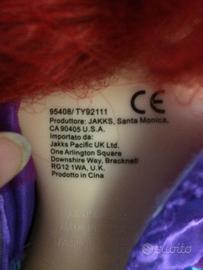 95408/ TY92111
Produttore: JAKKS, Santa Monica,
CA 90405 U.S.A.
Importato da:
Jakks Pacific UK Ltd.
One Arlington Square
Downshire Way, Bracknell
RG12 1WA, U.K.
Prodotto in Cina
CE
subito